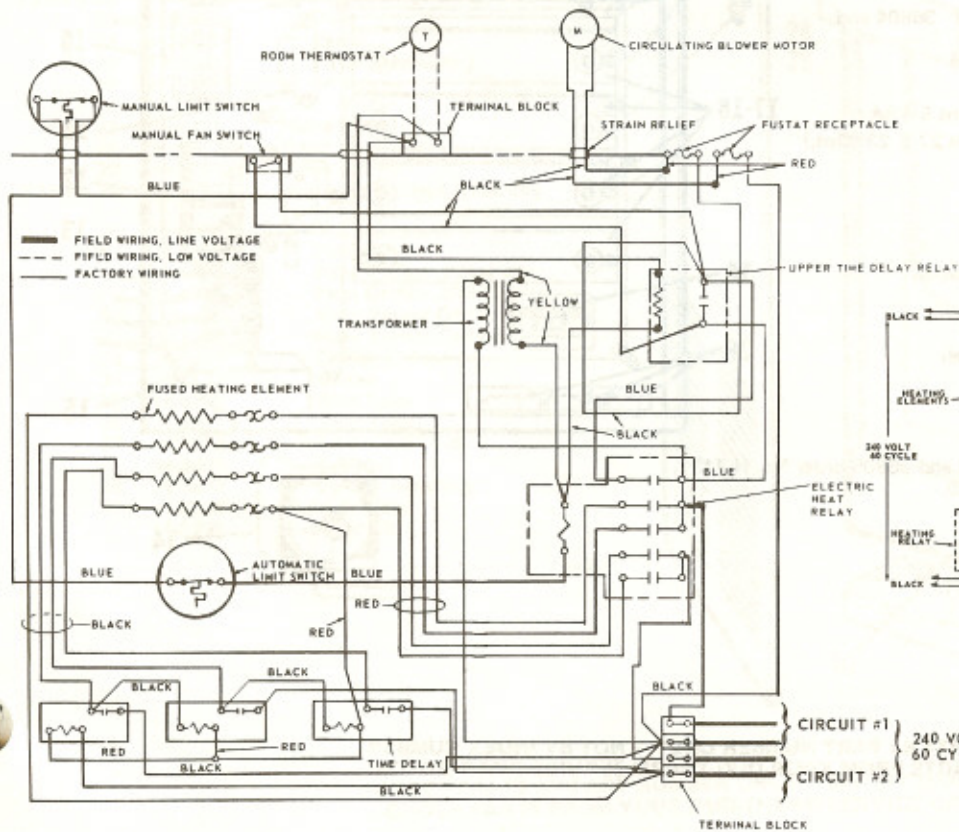 T
M
ROOM THERMOSTAT
CIRCULATING BLOWER MOTOR
MANUAL LIMIT SWITCH
TERMINAL BLOCK
MANUAL FAN SWITCH
STRAIN RELIEF
FUSTAT RECEPTACLE
RED
BLUE
BLACK
FIELD WIRING, LINE VOLTAGE
FIELD WIRING, LOW VOLTAGE
FACTORY WIRING
BLACK
UPPER TIME DELAY RELAY
YELLOW
TRANSFORMER
BLACK
FUSED HEATING ELEMENT
BLUE
HEATING
ELEMENTS
BLACK
240 VOLT
60 CYCLE
BLUE
ELECTRIC
HEAT
RELAY
HEATING
RELAY
AUTOMATIC
LIMIT SWITCH
BLUE
BLUE
BLACK
RED
BLACK
RED
BLACK
BLACK
BLACK
RED
RED
TIME DELAY
BLACK
BLACK
CIRCUIT #1
240 VO
60 CY
CIRCUIT #2
TERMINAL BLOCK